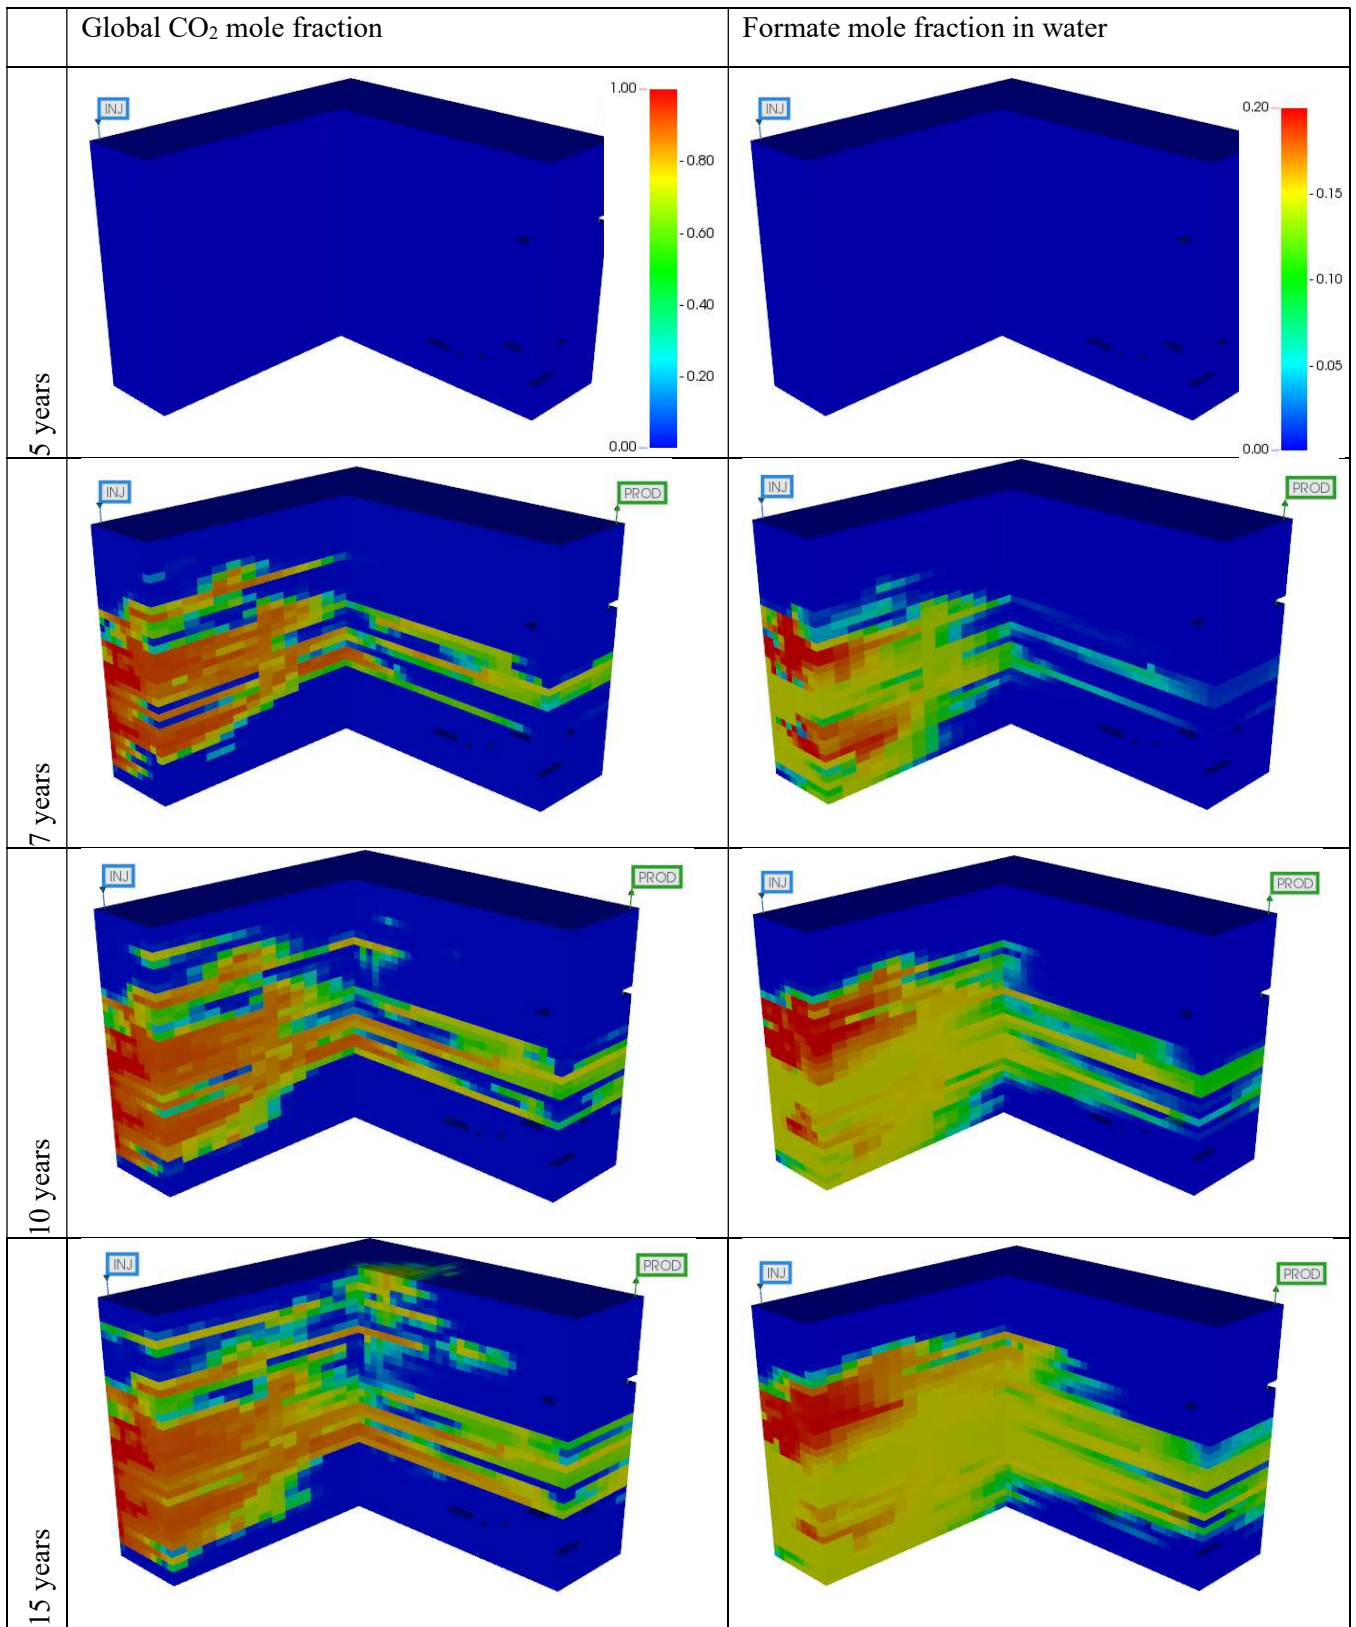 Global CO₂ mole fraction
Formate mole fraction in water
5 years
INJ
1.00
0.80
0.60
0.40
0.20
0.00
INJ
0.20
0.15
0.10
0.05
0.00
7 years
INJ
PROD
INJ
PROD
10 years
INJ
PROD
INJ
PROD
15 years
INJ
PROD
INJ
PROD